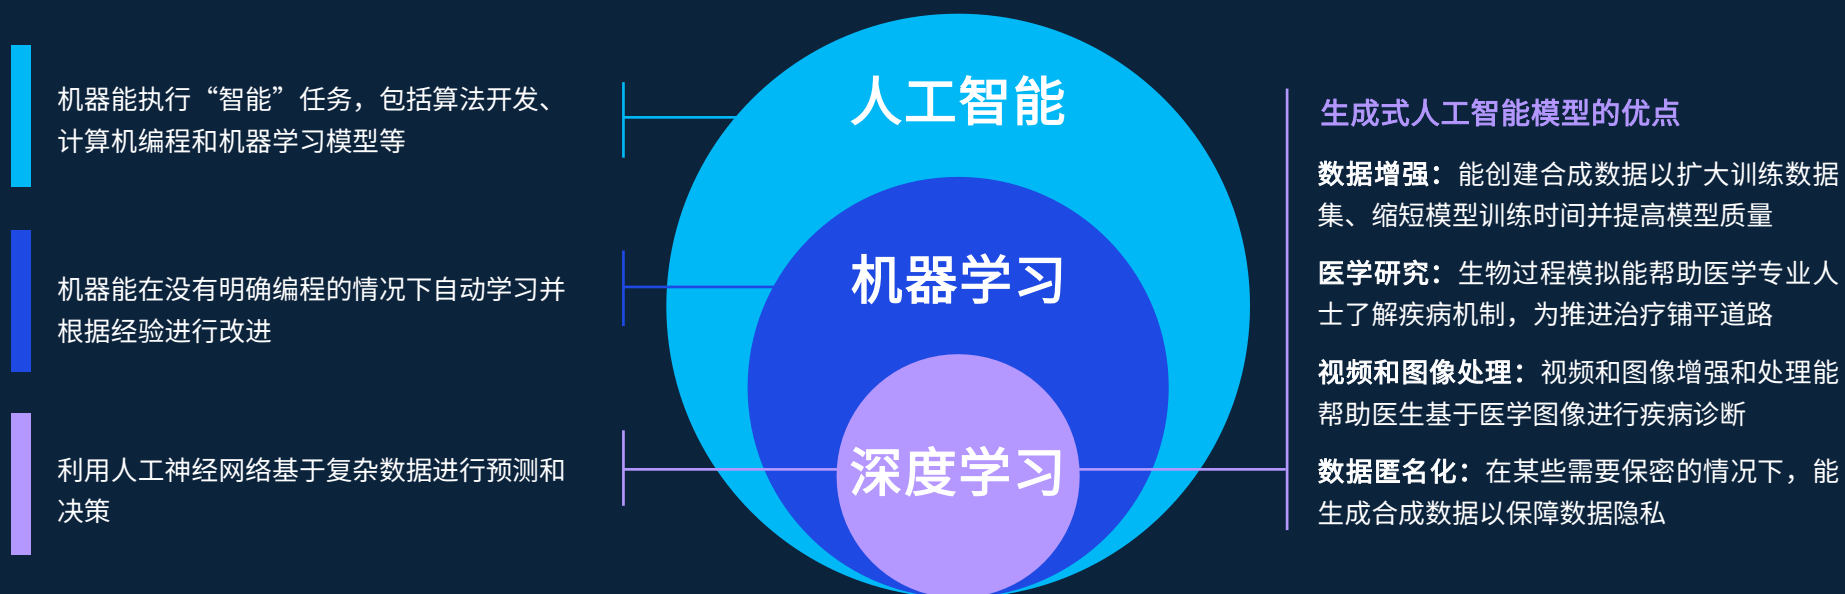 机器能执行“智能”任务，包括算法开发、
计算机编程和机器学习模型等
机器能在没有明确编程的情况下自动学习并
根据经验进行改进
利用人工神经网络基于复杂数据进行预测和
决策
人工智能
机器学习
深度学习
生成式人工智能模型的优点
数据增强：能创建合成数据以扩大训练数据
集、缩短模型训练时间并提高模型质量
医学研究：生物过程模拟能帮助医学专业人
士了解疾病机制，为推进治疗铺平道路
视频和图像处理：视频和图像增强和处理能
帮助医生基于医学图像进行疾病诊断
数据匿名化：在某些需要保密的情况下，能
生成合成数据以保障数据隐私